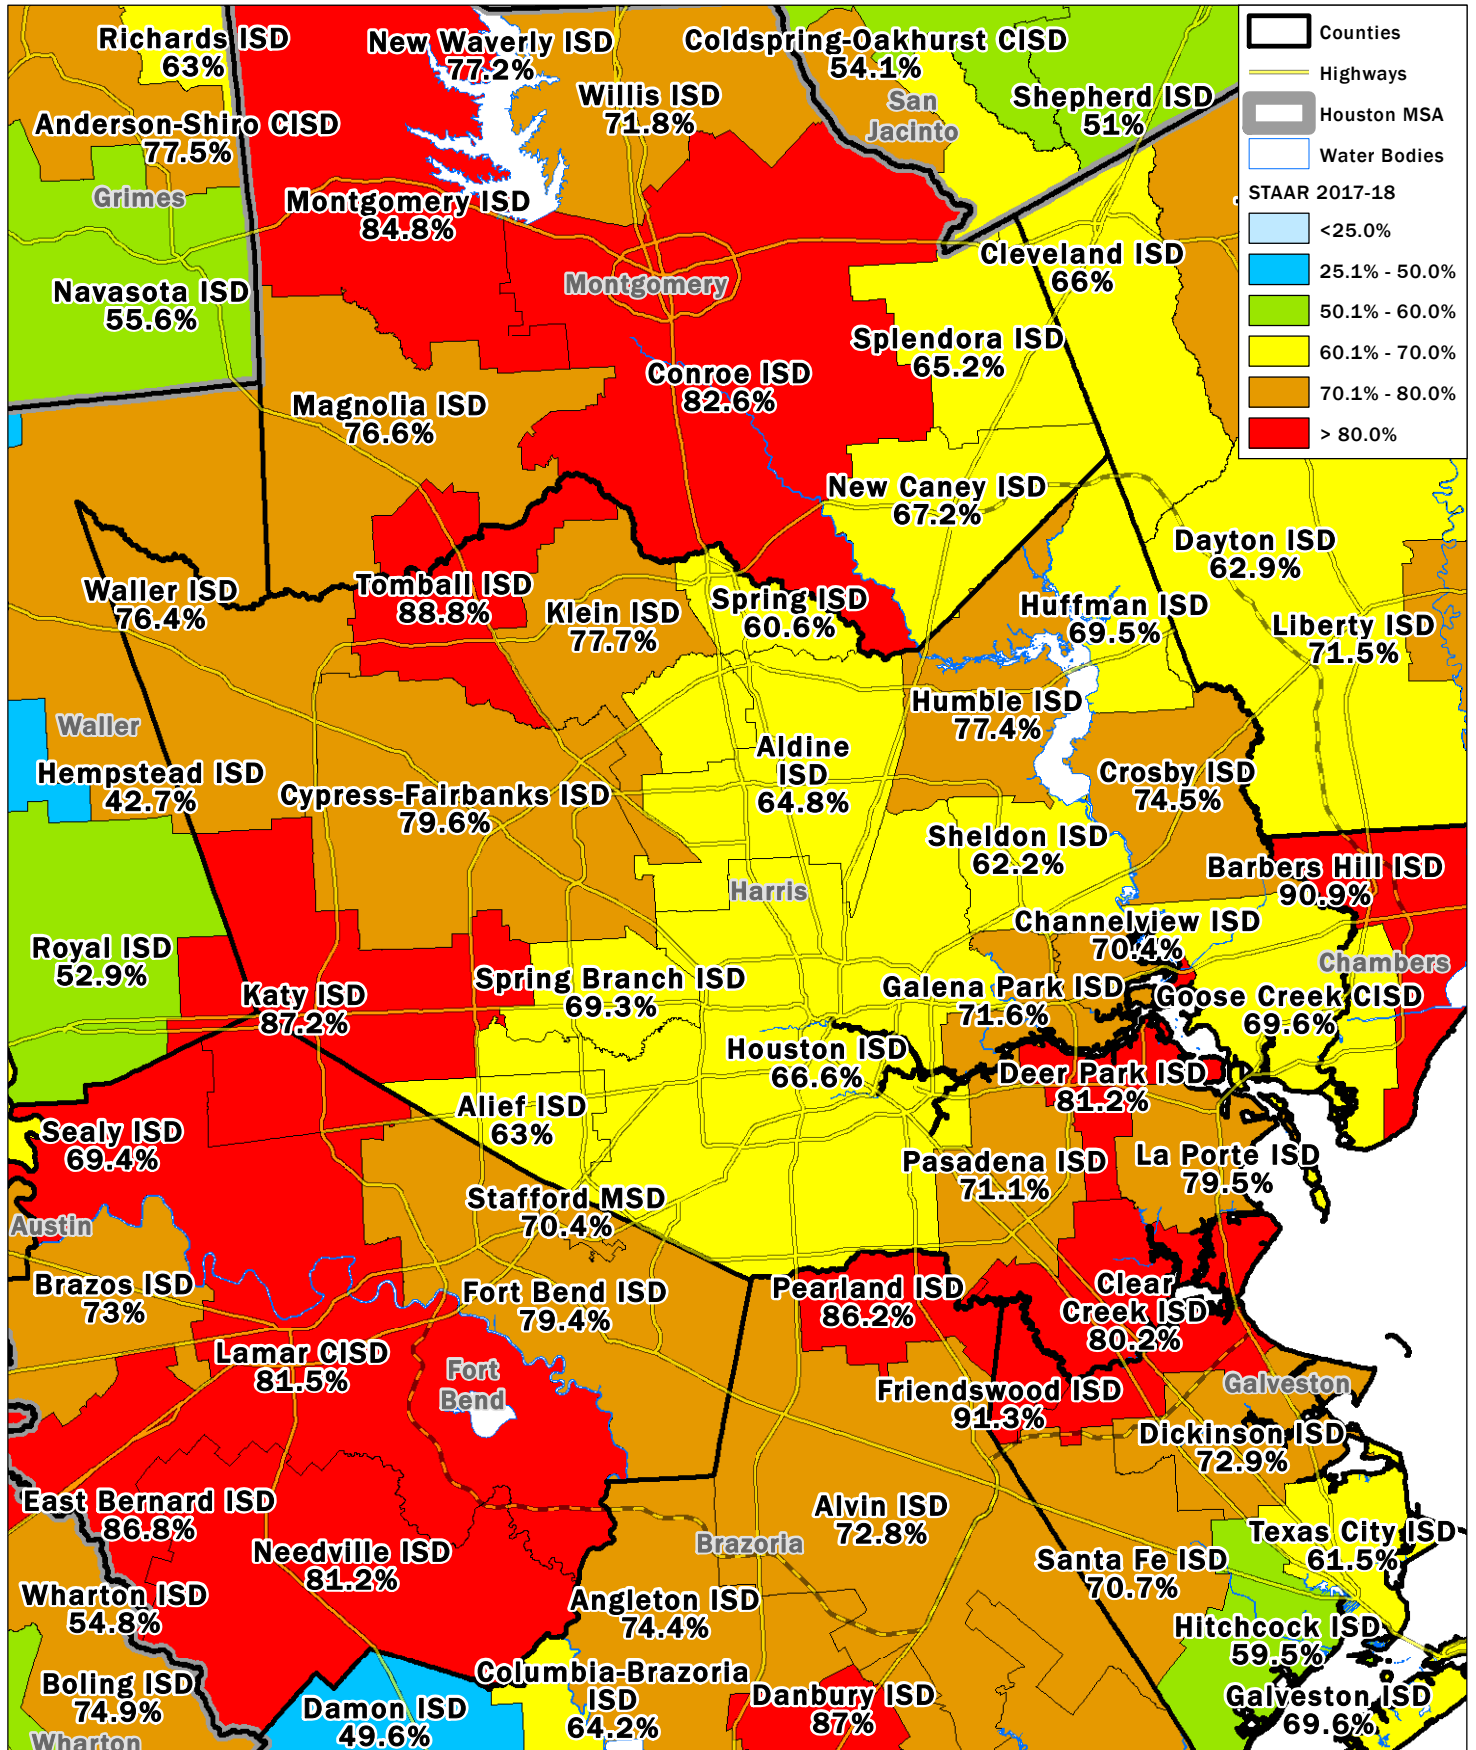 Richards ISD
63%
New Waverly ISD
77.2%
Coldspring-Oakhurst CISD
54.1%
Willis ISD
71.8%
San
Jacinto
Shepherd ISD
51%
Anderson-Shiro CISD
77.5%
Grimes
Montgomery ISD
84.8%
Navasota ISD
55.6%
Montgomery
Cleveland ISD
66%
Splendora ISD
65.2%
Conroe ISD
82.6%
Magnolia ISD
76.6%
New Caney ISD
67.2%
Counties
Highways
Houston MSA
Water Bodies
STAAR 2017-18
<25.0%
25.1% - 50.0%
50.1% - 60.0%
60.1% - 70.0%
70.1% - 80.0%
> 80.0%
Dayton ISD
62.9%
Waller ISD
76.4%
Tomball ISD
88.8%
Klein ISD
77.7%
Spring ISD
60.6%
Huffman ISD
69.5%
Liberty ISD
71.5%
Waller
Humble ISD
77.4%
Hempstead ISD
42.7%
Cypress-Fairbanks ISD
79.6%
Aldine
ISD
64.8%
Crosby ISD
74.5%
Sheldon ISD
62.2%
Harris
Barbers Hill ISD
90.9%
Royal ISD
52.9%
Channelview ISD
70.4%
Chambers
Katy ISD
87.2%
Spring Branch ISD
69.3%
Galena Park ISD
71.6%
Goose Creek CISD
69.6%
Houston ISD
66.6%
Deer Park ISD
81.2%
Sealy ISD
69.4%
Alief ISD
63%
Pasadena ISD
71.1%
La Porte ISD
79.5%
Austin
Stafford MSD
70.4%
Brazos ISD
73%
Fort Bend ISD
79.4%
Pearland ISD
86.2%
Clear
Creek ISD
80.2%
Lamar CISD
81.5%
Fort
Bend
Friendswood ISD
91.3%
Galveston
Dickinson ISD
72.9%
East Bernard ISD
86.8%
Needville ISD
81.2%
Alvin ISD
72.8%
Brazoria
Texas City ISD
61.5%
Santa Fe ISD
70.7%
Wharton ISD
54.8%
Angleton ISD
74.4%
Hitchcock ISD
59.5%
Boling ISD
74.9%
Damon ISD
49.6%
Columbia-Brazoria
ISD
64.2%
Danbury ISD
87%
Galveston ISD
69.6%
Wharton